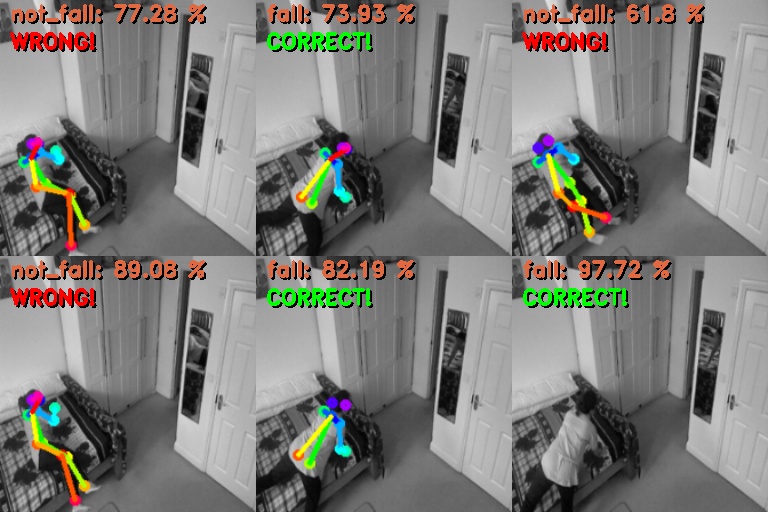 not_fall: 77.28 %
WRONG!
fall: 73.93 %
CORRECT!
not_fall: 61.8 %
WRONG!
not_fall: 89.08 %
WRONG!
fall: 82.19 %
CORRECT!
fall: 97.72 %
CORRECT!